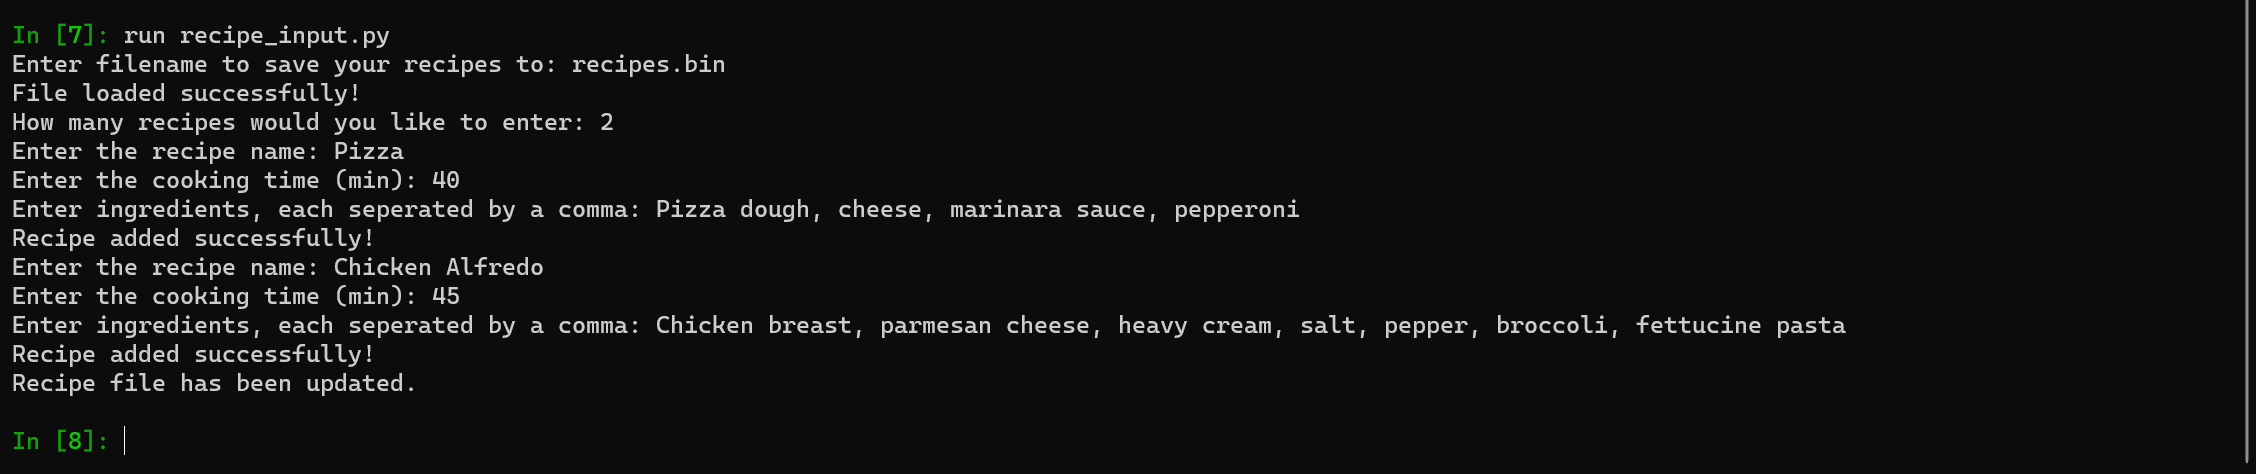 In [7]: run recipe_input.py
Enter filename to save your recipes to: recipes.bin
File loaded successfully!
How many recipes would you like to enter: 2
Enter the recipe name: Pizza
Enter the cooking time (min): 40
Enter ingredients, each seperated by a comma: Pizza dough, cheese, marinara sauce, pepperoni
Recipe added successfully!
Enter the recipe name: Chicken Alfredo
Enter the cooking time (min): 45
Enter ingredients, each seperated by a comma: Chicken breast, parmesan cheese, heavy cream, salt, pepper, broccoli, fettucine pasta
Recipe added successfully!
Recipe file has been updated.
In [8]: